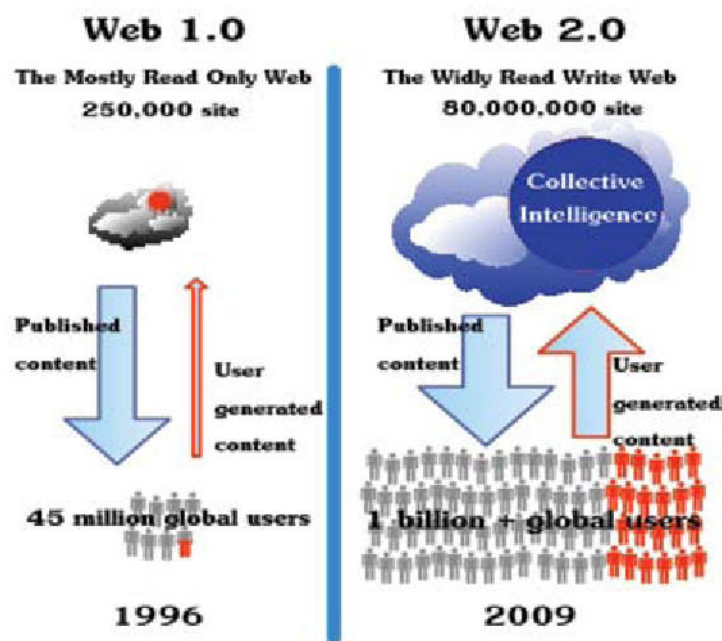 Web 1.0
The Mostly Read Only Web
250,000 site
Published
content
User
generated
content
45 million global users
1996
Web 2.0
The Widly Read Write Web
80,000,000 site
Collective
Intelligence
Published
content
User
generated
content
1 billion + global users
2009